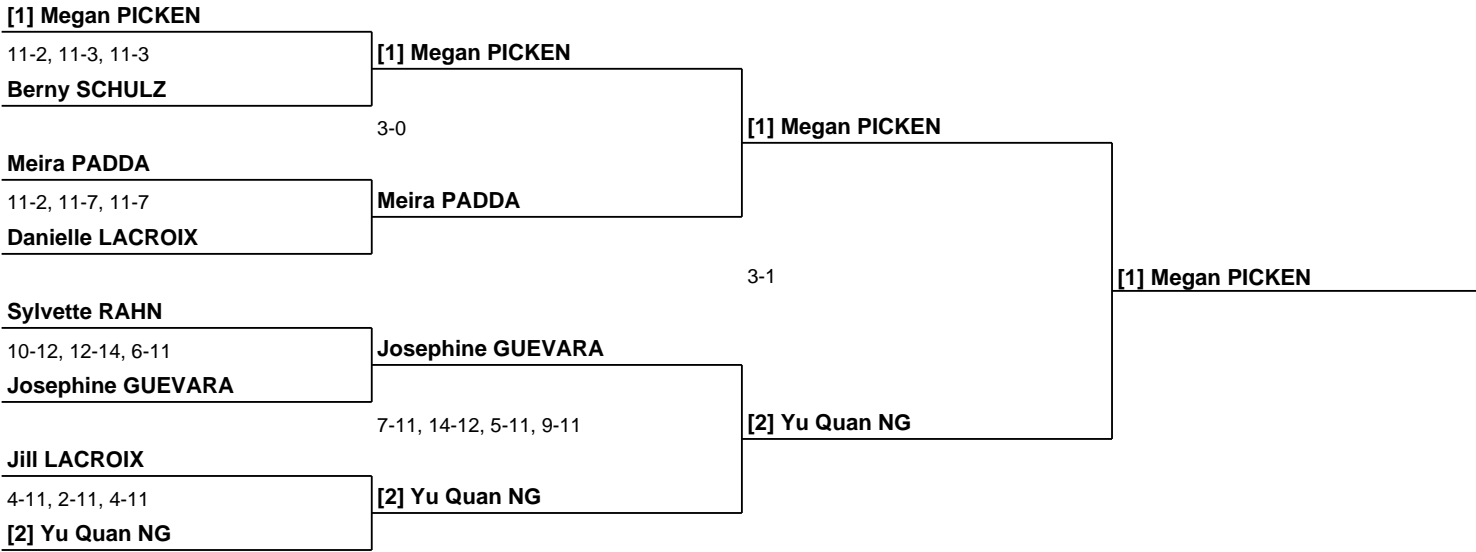 [1] Megan PICKEN
11-2, 11-3, 11-3
[1] Megan PICKEN
Berny SCHULZ
3-0
[1] Megan PICKEN
Meira PADDA
11-2, 11-7, 11-7
Meira PADDA
Danielle LACROIX
3-1
[1] Megan PICKEN
Sylvette RAHN
10-12, 12-14, 6-11
Josephine GUEVARA
Josephine GUEVARA
7-11, 14-12, 5-11, 9-11
[2] Yu Quan NG
Jill LACROIX
4-11, 2-11, 4-11
[2] Yu Quan NG
[2] Yu Quan NG